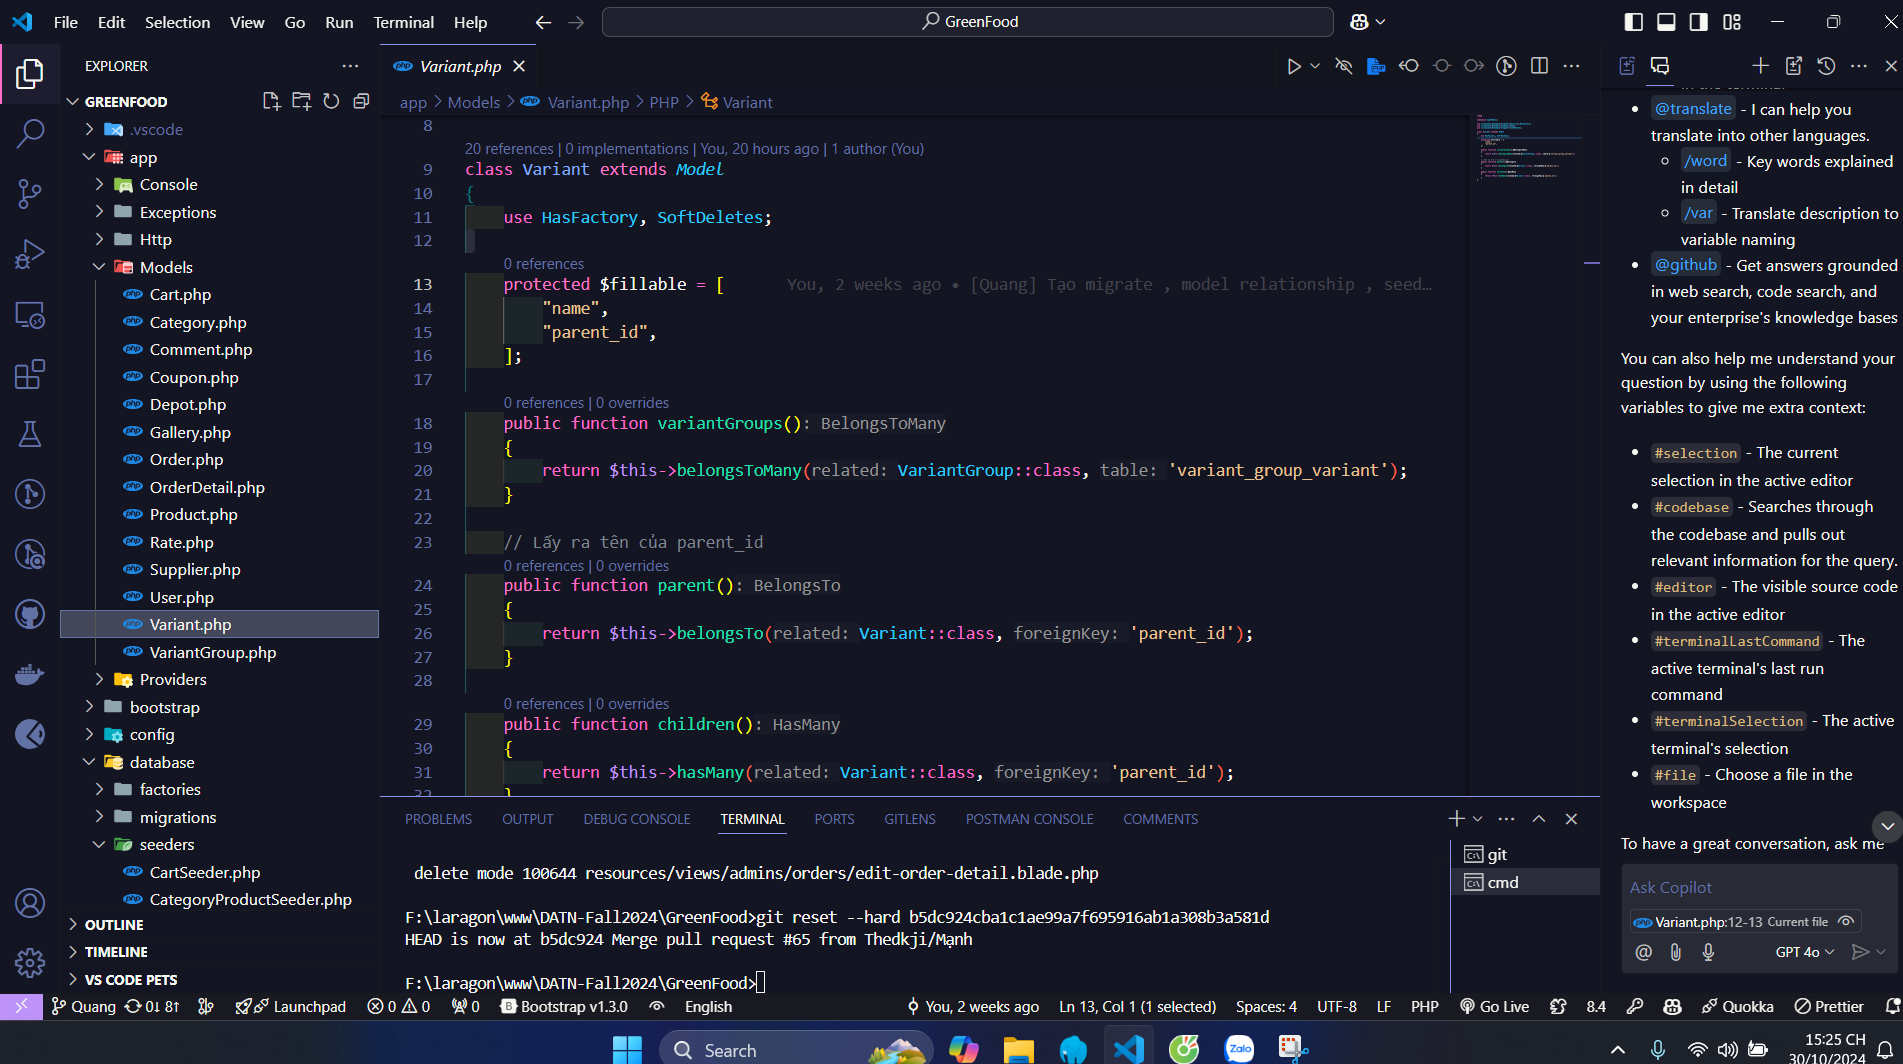 File Edit Selection View Go Run Terminal Help
GreenFood
EXPLORER
GREENFOOD
.vscode
app
Console
Exceptions
Http
Models
Cart.php
Category.php
Comment.php
Coupon.php
Depot.php
Gallery.php
Order.php
OrderDetail.php
Product.php
Rate.php
Supplier.php
User.php
Variant.php
VariantGroup.php
Providers
bootstrap
config
database
factories
migrations
seeders
CartSeeder.php
CategoryProductSeeder.php
OUTLINE
TIMELINE
VS CODE PETS
Variant.php
app > Models > Variant.php > PHP > Variant
8
20 references | 0 implementations | You, 20 hours ago | 1 author (You)
9 class Variant extends Model
10 {
11 use HasFactory, SoftDeletes;
12
0 references
13 protected $fillable = [ You, 2 weeks ago • [Quang] Tạo migrate , model relationship , seed…
14 "name",
15 "parent_id",
16 ];
17
0 references | 0 overrides
18 public function variantGroups(): BelongsToMany
19 {
20 return $this->belongsToMany(related: VariantGroup::class, table: 'variant_group_variant');
21 }
22
23 // Lấy ra tên của parent_id
0 references | 0 overrides
24 public function parent(): BelongsTo
25 {
26 return $this->belongsTo(related: Variant::class, foreignKey: 'parent_id');
27 }
28
0 references | 0 overrides
29 public function children(): HasMany
30 {
31 return $this->hasMany(related: Variant::class, foreignKey: 'parent_id');
32 }
PROBLEMS OUTPUT DEBUG CONSOLE TERMINAL PORTS GITLENS POSTMAN CONSOLE COMMENTS
delete mode 100644 resources/views/admins/orders/edit-order-detail.blade.php
F:\laragon\www\DATN-Fall2024\GreenFood>git reset --hard b5dc924cba1c1ae99a7f695916ab1a308b3a581d
HEAD is now at b5dc924 Merge pull request #65 from Thedkji/Mạnh
F:\laragon\www\DATN-Fall2024\GreenFood>
git
cmd
in the terminal.
@translate - I can help you
translate into other languages.
/word - Key words explained
in detail
/var - Translate description to
variable naming
@github - Get answers grounded
in web search, code search, and
your enterprise's knowledge bases
You can also help me understand your
question by using the following
variables to give me extra context:
#selection - The current
selection in the active editor
#codebase - Searches through
the codebase and pulls out
relevant information for the query.
#editor - The visible source code
in the active editor
#terminalLastCommand - The
active terminal's last run
command
#terminalSelection - The active
terminal's selection
#file - Choose a file in the
workspace
To have a great conversation, ask me
Ask Copilot
Variant.php:12-13 Current file
GPT 4o
Quang 0↓ 8↑ Launchpad 0 0 0 Bootstrap v1.3.0 English You, 2 weeks ago Ln 13, Col 1 (1 selected) Spaces: 4 UTF-8 LF PHP Go Live 8.4 Quokka Prettier
Search
Zalo
15:25 CH
30/10/2024